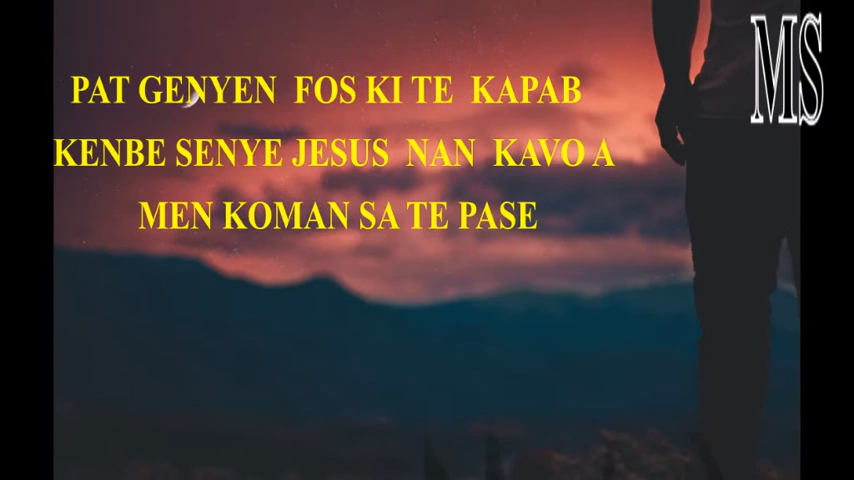 MS
PAT GENYEN FOS KI TE KAPAB
KENBE SENYE JESUS NAN KAVO A
MEN KOMAN SA TE PASE